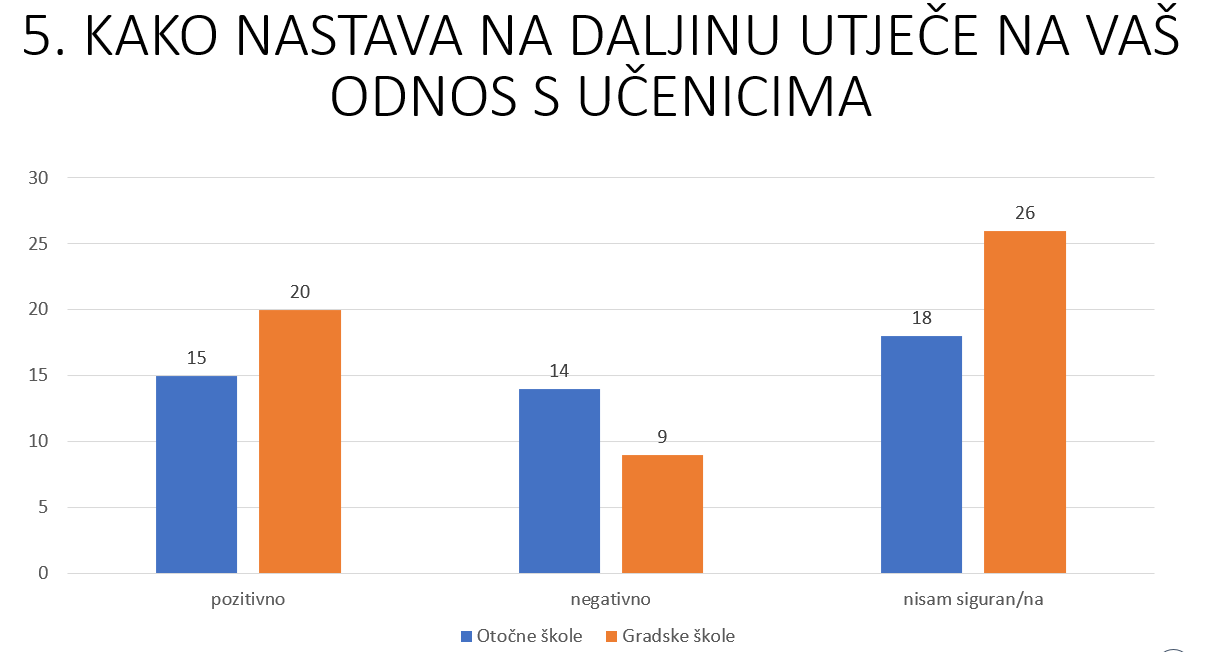 5. KAKO NASTAVA NA DALJINU UTJEČE NA VAŠ
ODNOS S UČENICIMA
30
25
20
15
10
5
0
15
20
14
9
18
26
pozitivno
negativno
nisam siguran/na
Otočne škole
Gradske škole